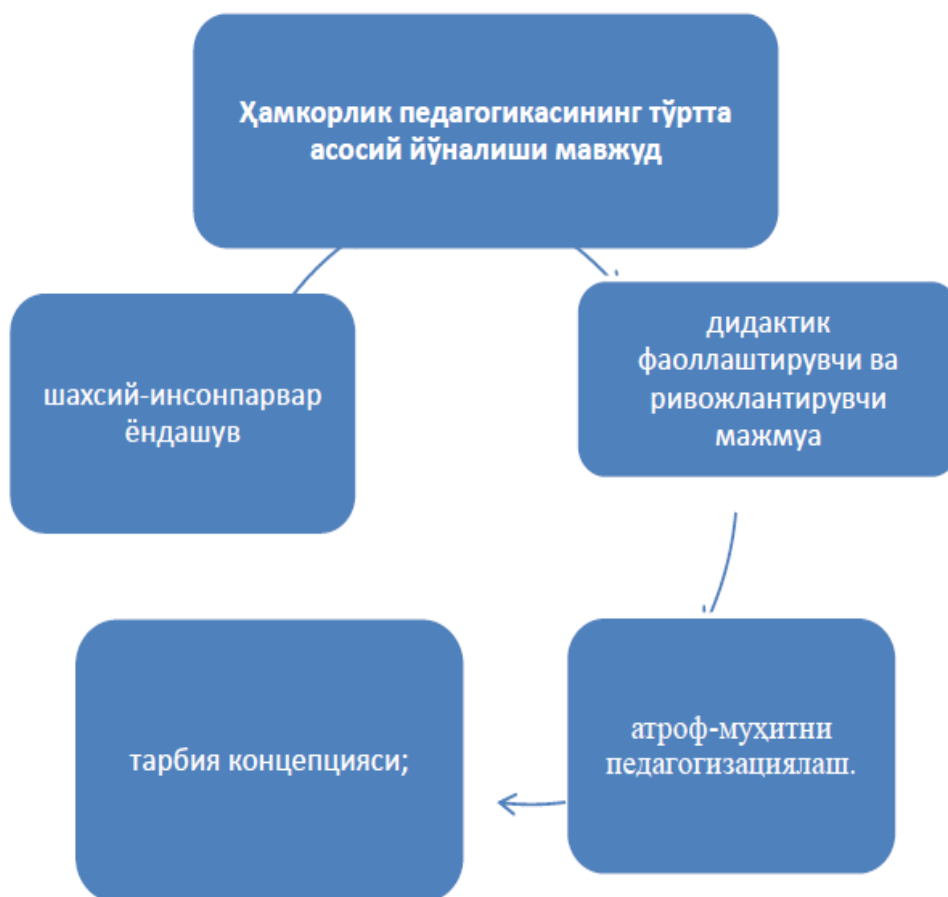 Ҳамкорлик педагогикасининг тўртта
асосий йўналиши мавжуд
шахсий-инсонпарвар
ёндашув
дидактик
фаоллаштирувчи ва
ривожлантирувчи
мажмуа
тарбия концепцияси;
атроф-муҳитни
педагогизациялаш.